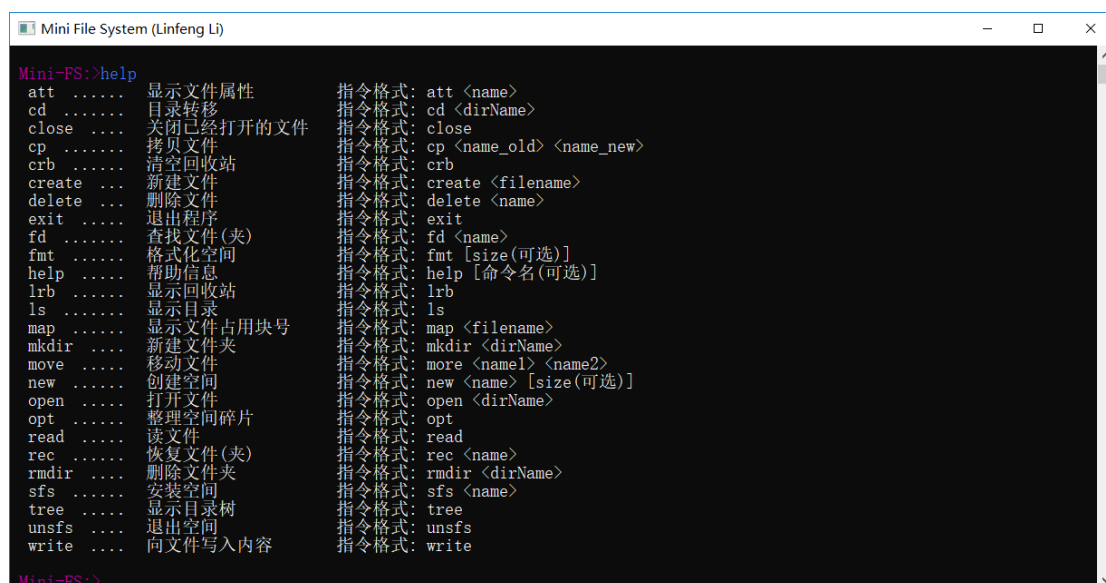 Mini File System (Linfeng Li)
Mini-FS:>help
att ...... 显示文件属性 指令格式: att <name>
cd ....... 目录转移 指令格式: cd <dirName>
close .... 关闭已经打开的文件 指令格式: close
cp ....... 拷贝文件 指令格式: cp <name_old> <name_new>
crb ...... 清空回收站 指令格式: crb
create ... 新建文件 指令格式: create <filename>
delete ... 删除文件 指令格式: delete <name>
exit ..... 退出程序 指令格式: exit
fd ....... 查找文件(夹) 指令格式: fd <name>
fmt ...... 格式化空间 指令格式: fmt [size(可选)]
help ..... 帮助信息 指令格式: help [命令名(可选)]
lrb ...... 显示回收站 指令格式: lrb
ls ....... 显示目录 指令格式: ls
map ...... 显示文件占用块号 指令格式: map <filename>
mkdir .... 新建文件夹 指令格式: mkdir <dirName>
move ..... 移动文件 指令格式: more <name1> <name2>
new ...... 创建空间 指令格式: new <name> [size(可选)]
open ..... 打开文件 指令格式: open <dirName>
opt ...... 整理空间碎片 指令格式: opt
read ..... 读文件 指令格式: read
rec ...... 恢复文件(夹) 指令格式: rec <name>
rmdir .... 删除文件夹 指令格式: rmdir <dirName>
sfs ...... 安装空间 指令格式: sfs <name>
tree ..... 显示目录树 指令格式: tree
unsfs .... 退出空间 指令格式: unsfs
write .... 向文件写入内容 指令格式: write
Mini-FS:>